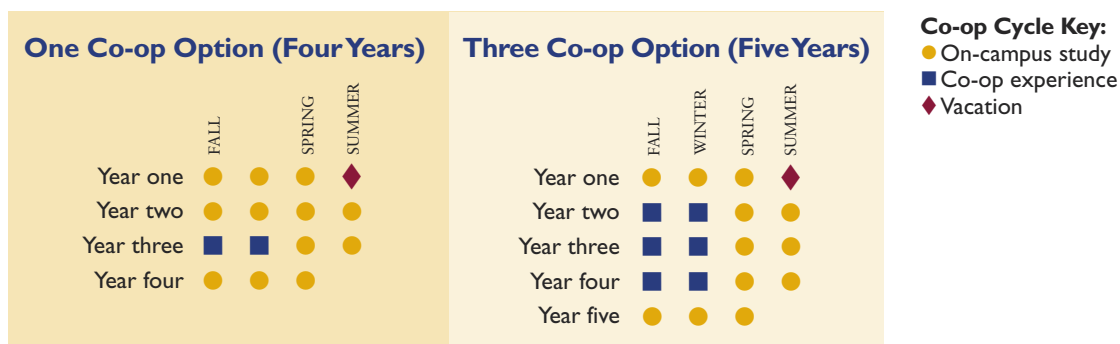 One Co-op Option (Four Years)
FALL
SPRING
SUMMER
Year one
Year two
Year three
Year four
Three Co-op Option (Five Years)
FALL
WINTER
SPRING
SUMMER
Year one
Year two
Year three
Year four
Year five
Co-op Cycle Key:
On-campus study
Co-op experience
Vacation